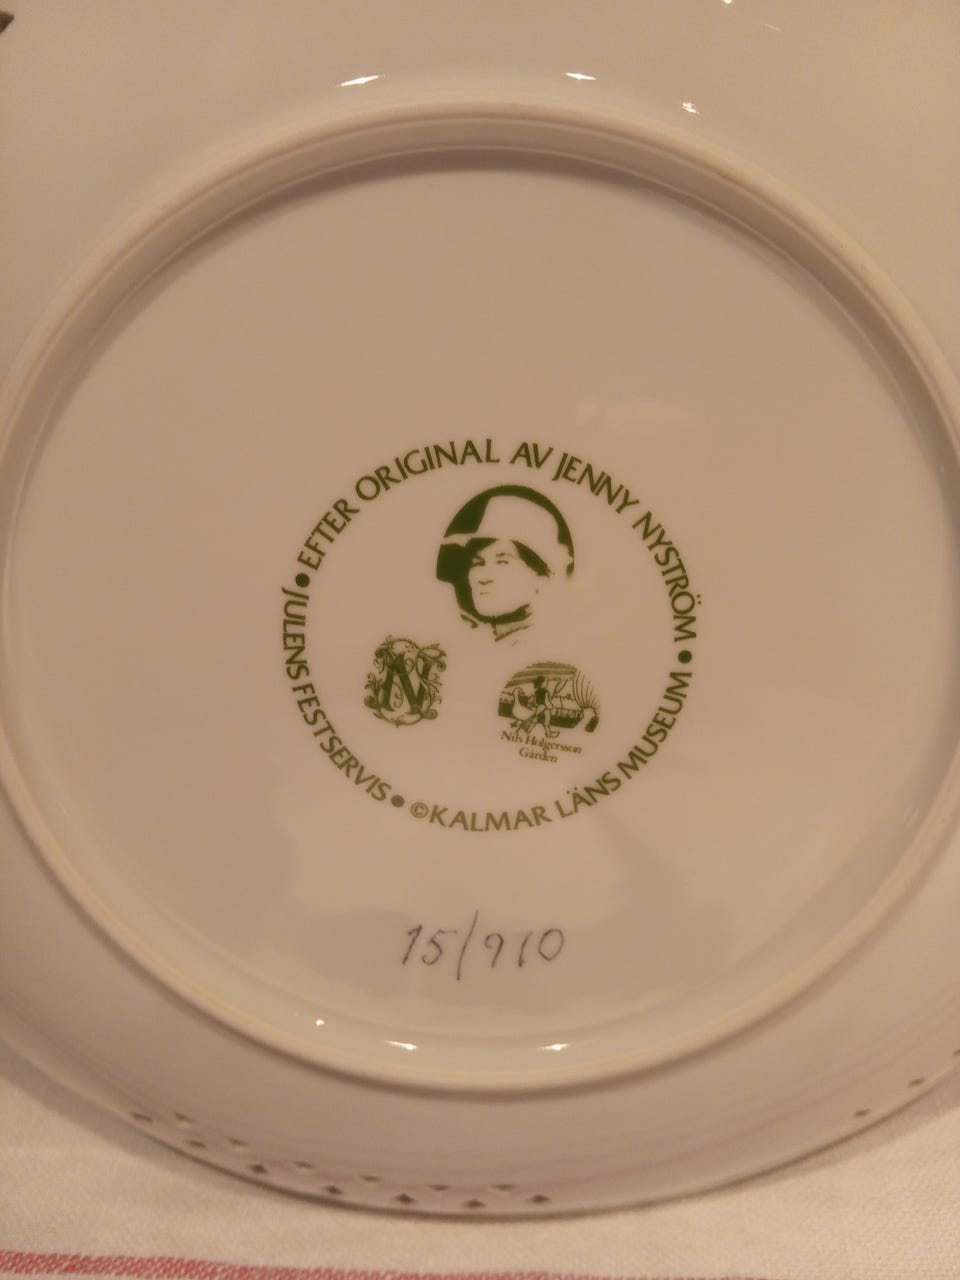 • EFTER ORIGINAL AV JENNY NYSTRÖM • ©KALMAR LÄNS MUSEUM
JULENS FESTSERVIS •
N
Nils Holgersson
Gården
15/910